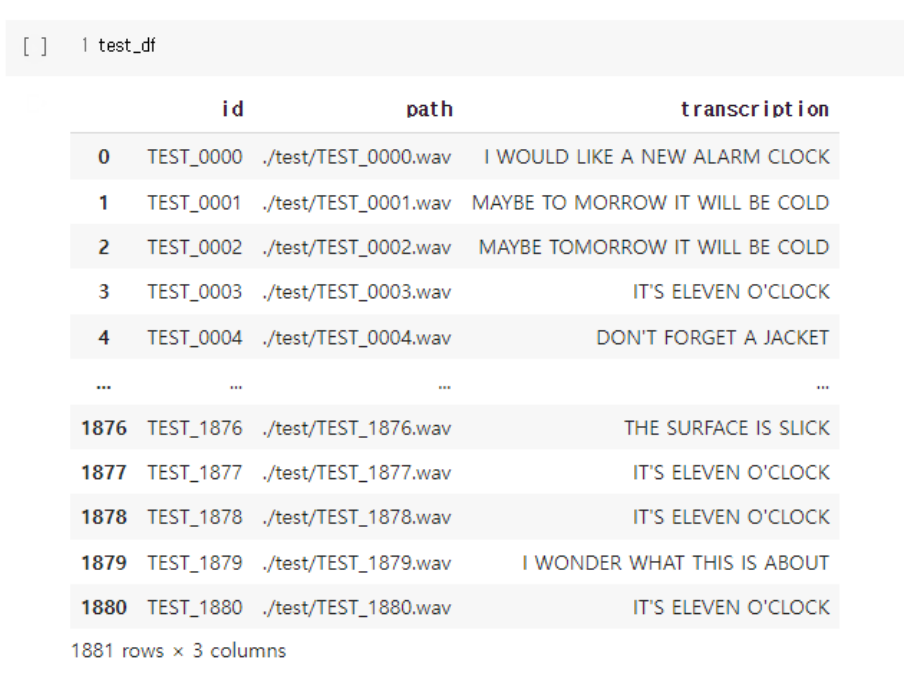 [ ] 1 test_df
id path transcription
0 TEST_0000 ./test/TEST_0000.wav I WOULD LIKE A NEW ALARM CLOCK
1 TEST_0001 ./test/TEST_0001.wav MAYBE TO MORROW IT WILL BE COLD
2 TEST_0002 ./test/TEST_0002.wav MAYBE TOMORROW IT WILL BE COLD
3 TEST_0003 ./test/TEST_0003.wav IT'S ELEVEN O'CLOCK
4 TEST_0004 ./test/TEST_0004.wav DON'T FORGET A JACKET
... ... ... ...
1876 TEST_1876 ./test/TEST_1876.wav THE SURFACE IS SLICK
1877 TEST_1877 ./test/TEST_1877.wav IT'S ELEVEN O'CLOCK
1878 TEST_1878 ./test/TEST_1878.wav IT'S ELEVEN O'CLOCK
1879 TEST_1879 ./test/TEST_1879.wav I WONDER WHAT THIS IS ABOUT
1880 TEST_1880 ./test/TEST_1880.wav IT'S ELEVEN O'CLOCK
1881 rows × 3 columns